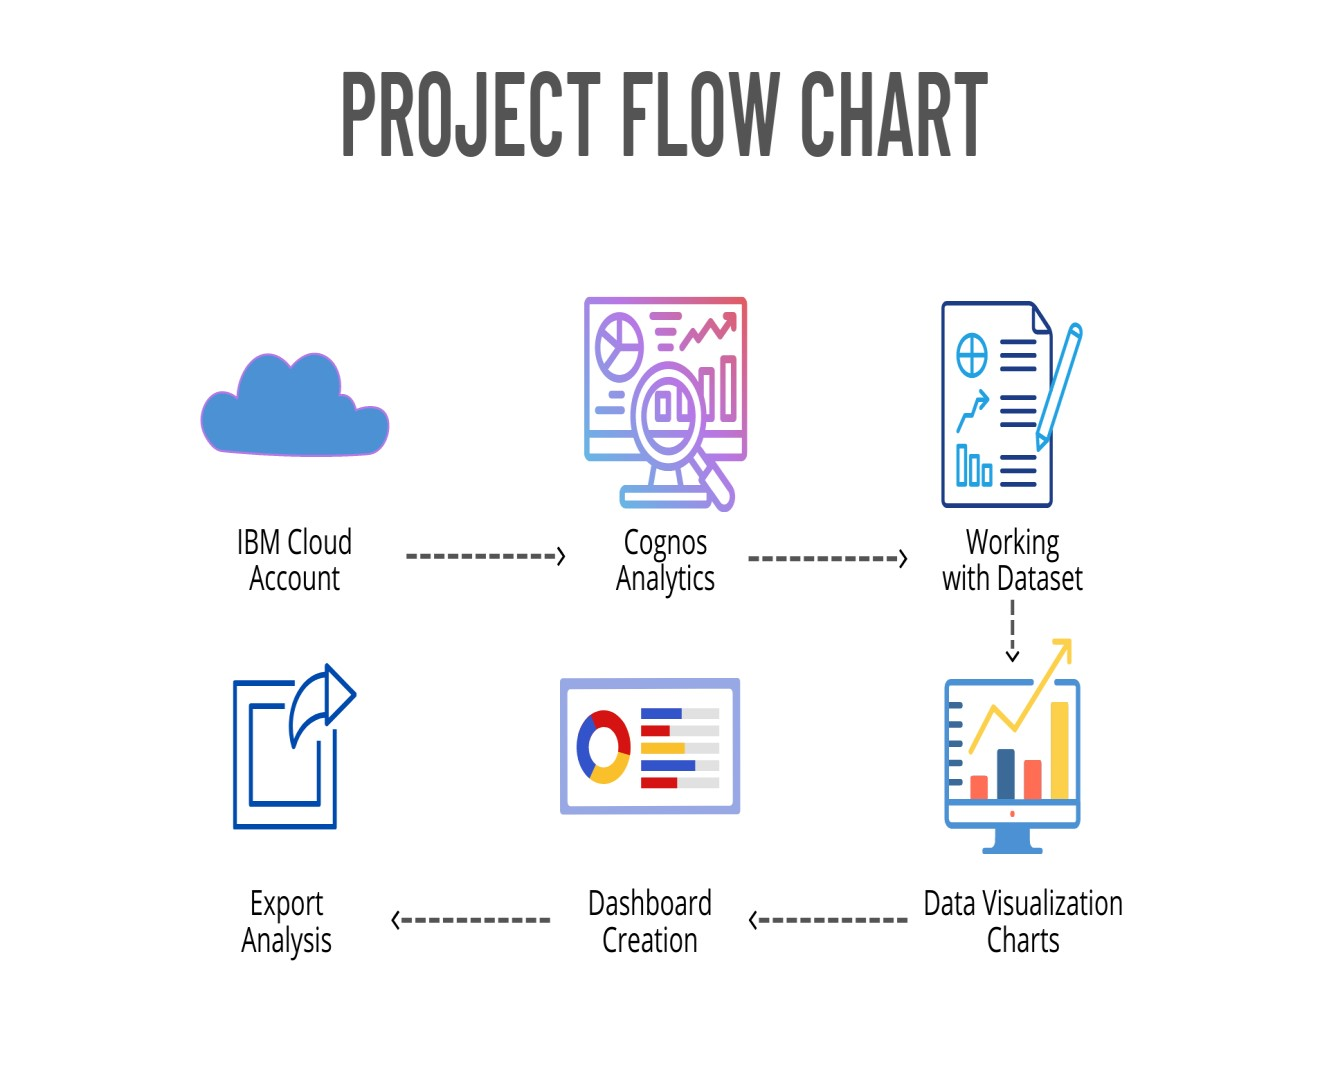 PROJECT FLOW CHART
IBM Cloud
Account
Cognos
Analytics
Working
with Dataset
Export
Analysis
Dashboard
Creation
Data Visualization
Charts